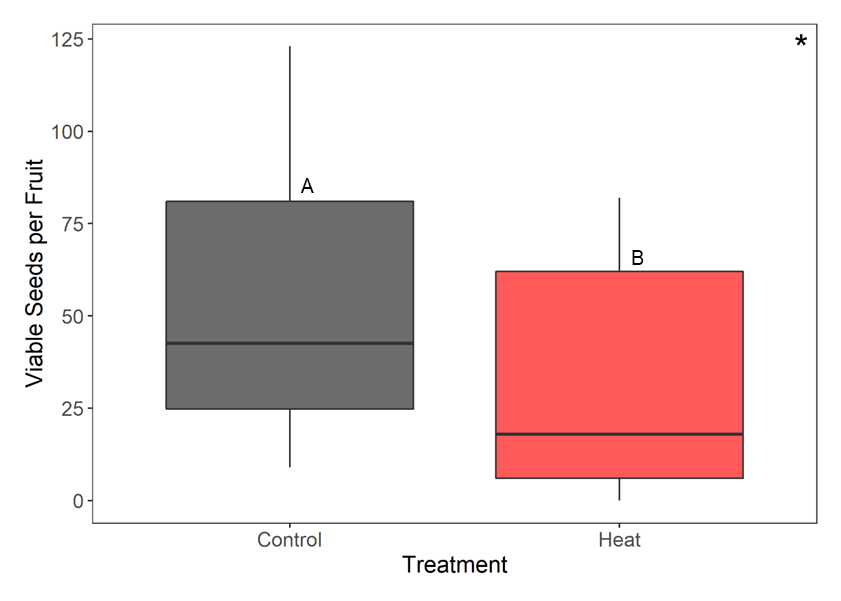 125
*
100
A
75
B
50
25
0
Viable Seeds per Fruit
Control
Heat
Treatment